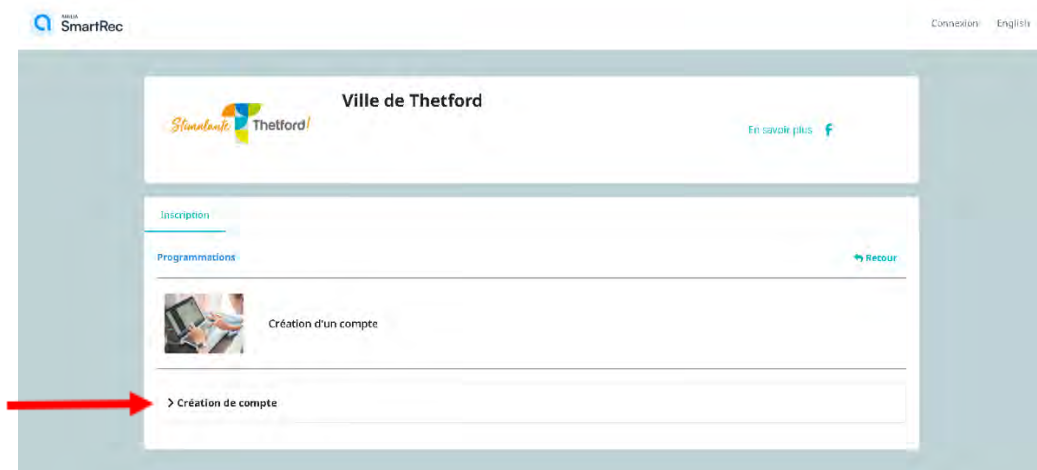 SmartRec
Connexion English
Ville de Thetford
Stimulante Thetford!
En savoir plus
Inscription
Programmations
Retour
Création d'un compte
Création de compte